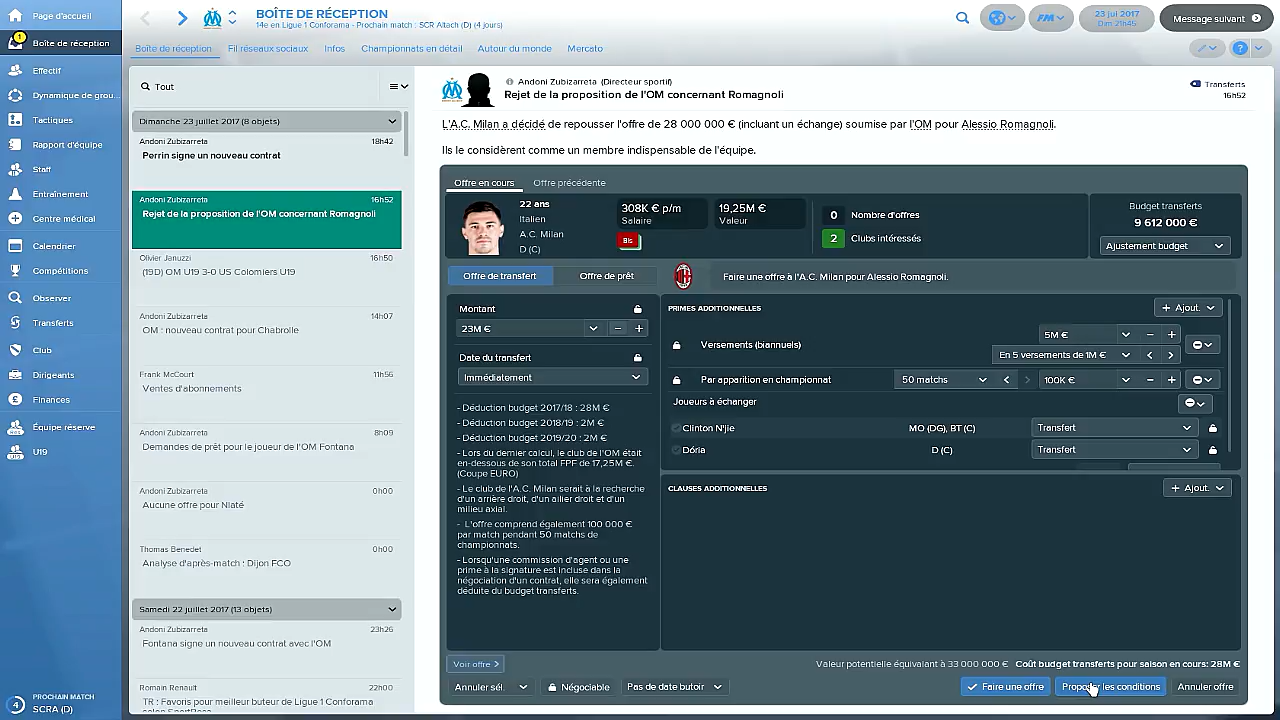 Page d'accueil
1
Boîte de réception
Effectif
Dynamique de grou...
Tactiques
Rapport d'équipe
Staff
Entraînement
Centre médical
Calendrier
Compétitions
Observer
Transferts
Club
Dirigeants
Finances
Équipe réserve
U19
4
PROCHAIN MATCH
SCRA (D)
BOÎTE DE RÉCEPTION
14e en Ligue 1 Conforama - Prochain match : SCR Altach (D) (4 jours)
FM
23 jul 2017
Dim 21h45
Message suivant
Boîte de réception
Fil réseaux sociaux
Infos
Championnats en détail
Autour du monde
Mercato
?
Tout
Dimanche 23 juillet 2017 (8 objets)
Andoni Zubizarreta 18h42
Perrin signe un nouveau contrat
Andoni Zubizarreta 16h52
Rejet de la proposition de l'OM concernant Romagnoli
Olivier Januzzi 16h50
(19D) OM U19 3-0 US Colomiers U19
Andoni Zubizarreta 14h07
OM : nouveau contrat pour Chabrolle
Frank McCourt 11h56
Ventes d'abonnements
Andoni Zubizarreta 8h09
Demandes de prêt pour le joueur de l'OM Fontana
Andoni Zubizarreta 0h00
Aucune offre pour Niaté
Thomas Benedet 0h00
Analyse d'après-match : Dijon FCO
Samedi 22 juillet 2017 (13 objets)
Andoni Zubizarreta 23h26
Fontana signe un nouveau contrat avec l'OM
Romain Renault 22h00
TR : Favoris pour meilleur buteur de Ligue 1 Conforama
Andoni Zubizarreta (Directeur sportif)
Rejet de la proposition de l'OM concernant Romagnoli
Transferts
16h52
L'A.C. Milan a décidé de repousser l'offre de 28 000 000 € (incluant un échange) soumise par l'OM pour Alessio Romagnoli.
Ils le considèrent comme un membre indispensable de l'équipe.
Offre en cours
Offre précédente
22 ans
Italien
A.C. Milan
D (C)
308K € p/m
Salaire
19,25M €
Valeur
Bls
0 Nombre d'offres
2 Clubs intéressés
Budget transferts
9 612 000 €
Ajustement budget
Offre de transfert
Offre de prêt
Faire une offre à l'A.C. Milan pour Alessio Romagnoli.
Montant
23M €
Date du transfert
Immédiatement
- Déduction budget 2017/18 : 28M €
- Déduction budget 2018/19 : 2M €
- Déduction budget 2019/20 : 2M €
- Lors du dernier calcul, le club de l'OM était
en-dessous de son total FPF de 17,25M €.
(Coupe EURO)
- Le club de l'A.C. Milan serait à la recherche
d'un arrière droit, d'un ailier droit et d'un
milieu axial.
- L'offre comprend également 100 000 €
par match pendant 50 matchs de
championnats.
- Lorsqu'une commission d'agent ou une
prime à la signature est incluse dans la
négociation d'un contrat, elle sera également
déduite du budget transferts.
PRIMES ADDITIONNELLES
+ Ajout.
Versements (biannuels)
5M €
En 5 versements de 1M €
Par apparition en championnat
50 matchs
100K €
Joueurs à échanger
Clinton N'jie MO (DG), BT (C) Transfert
Dória D (C) Transfert
CLAUSES ADDITIONNELLES
+ Ajout.
Voir offre
Valeur potent elle équivalant à 33 000 000 € Coût budget transferts pour saison en cours: 28M €
Annuler sél.
Négociable
Pas de date butoir
Faire une offre
Proposer les conditions
Annuler offre